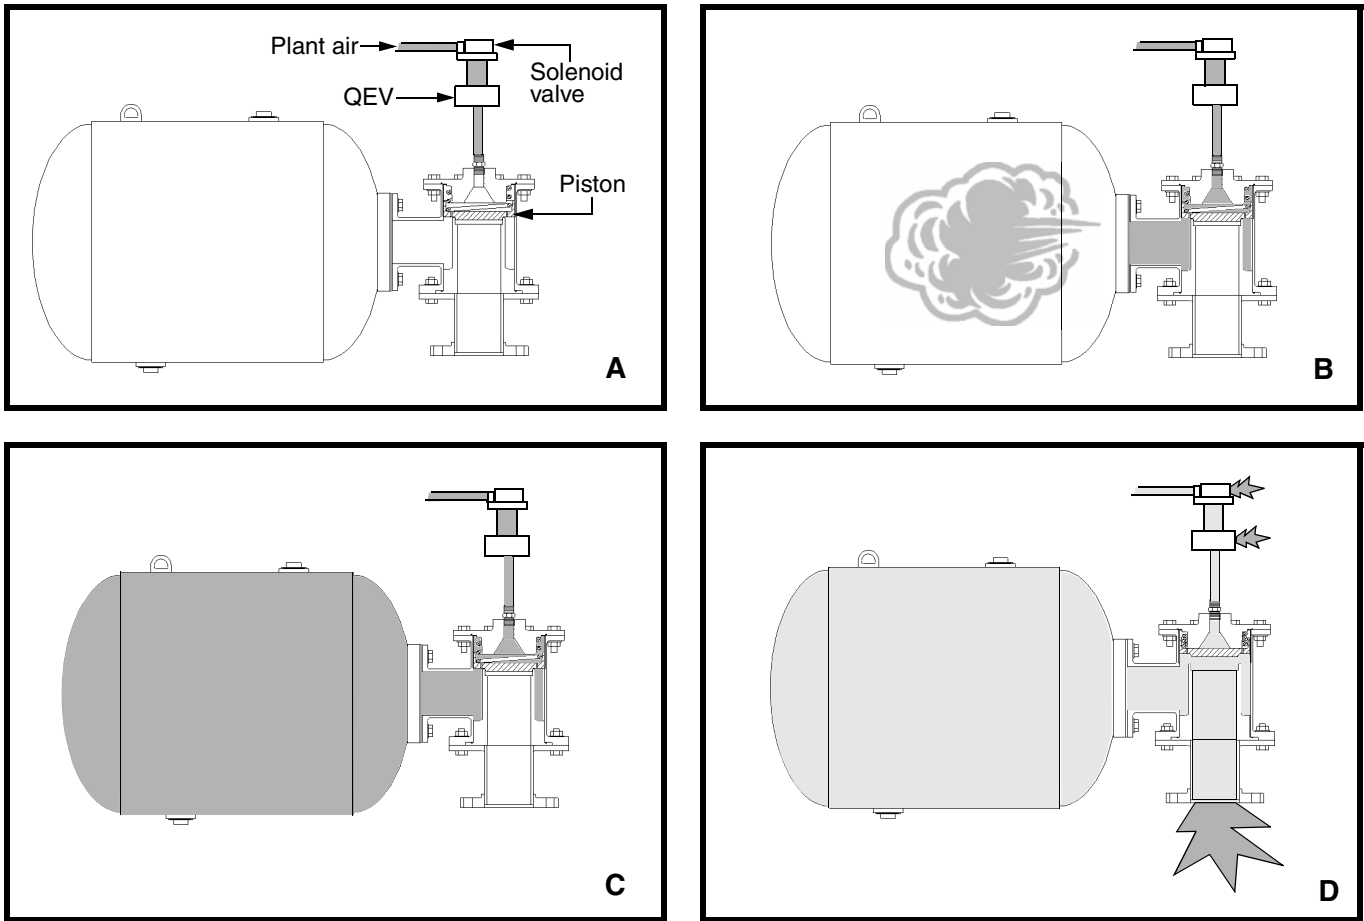 Plant air
Solenoid
valve
QEV
Piston
A
B
C
D